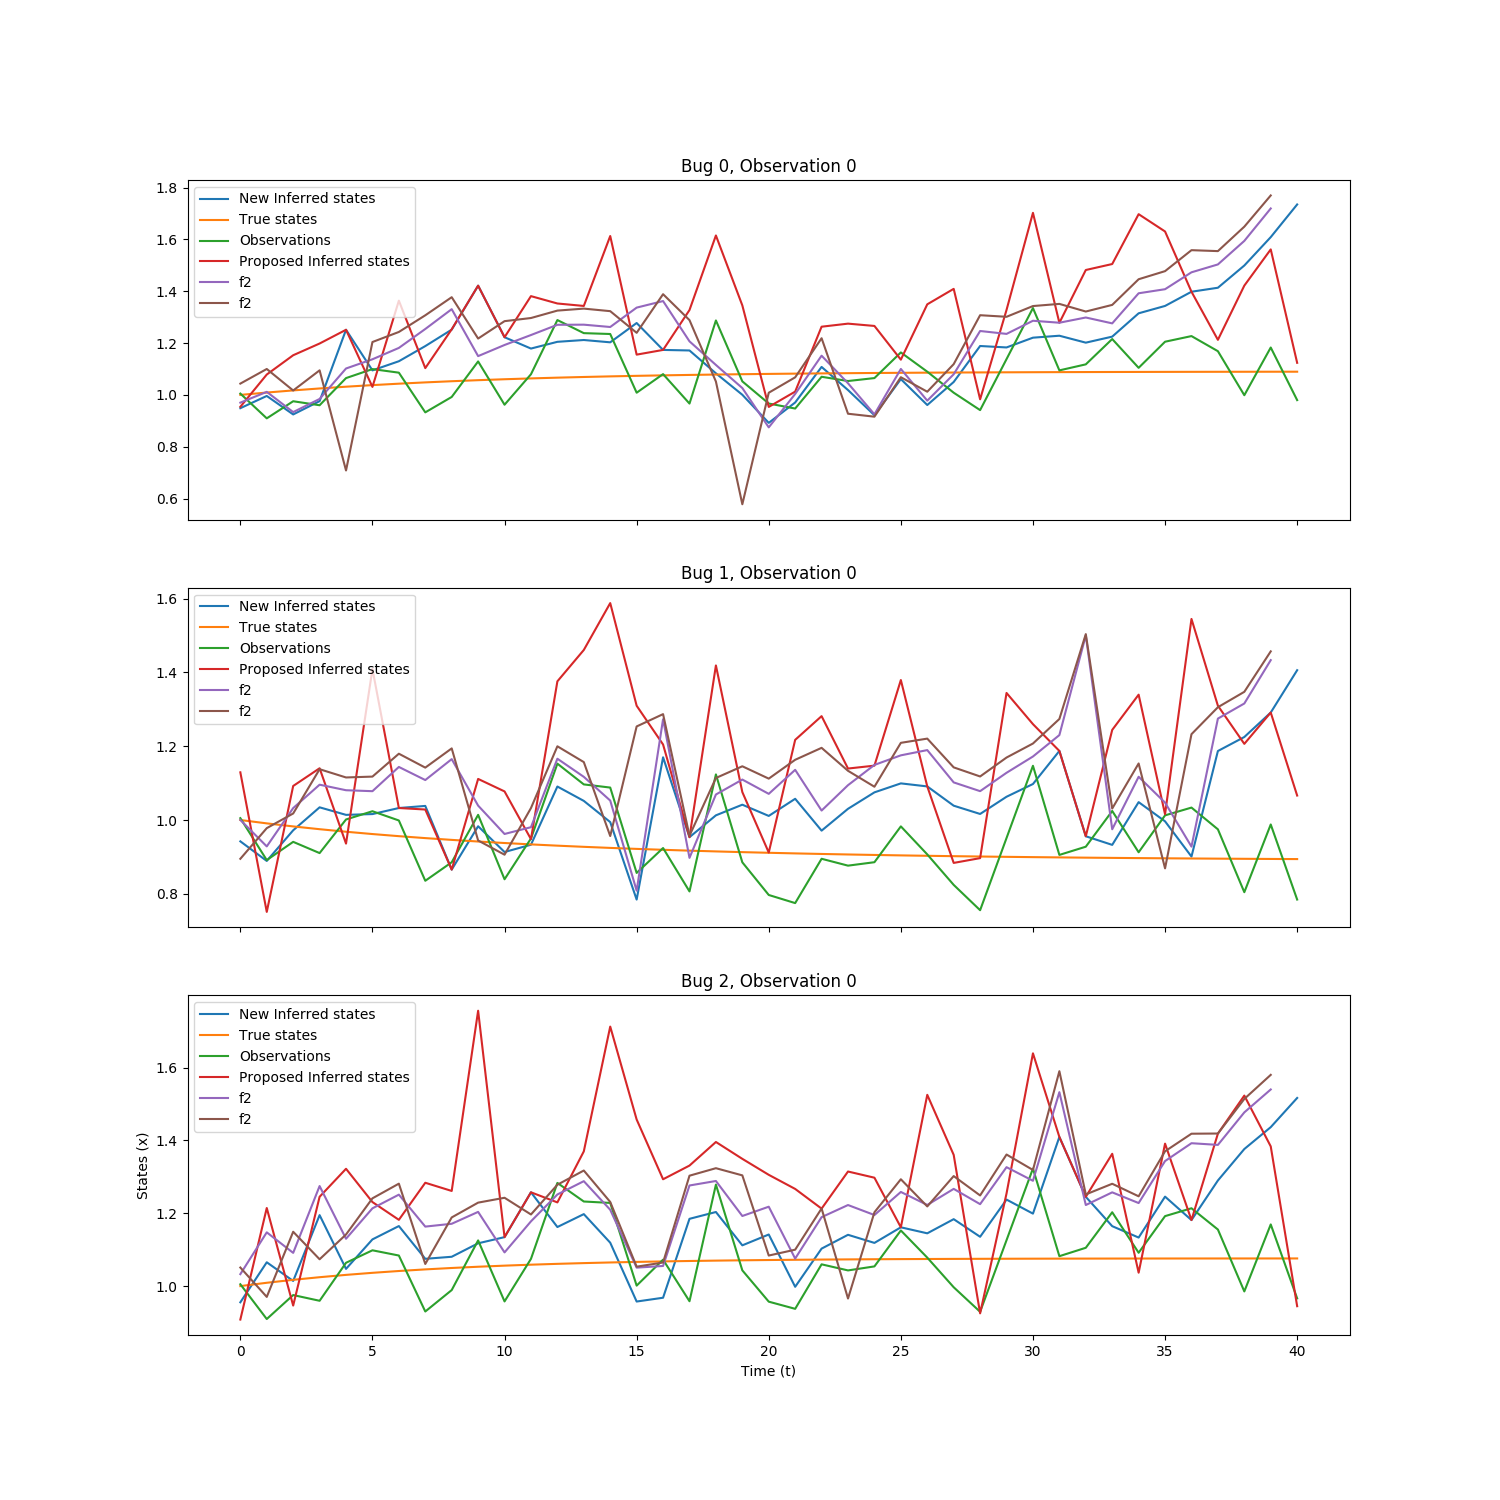 Bug 0, Observation 0
1.8
1.6
1.4
1.2
1.0
0.8
0.6
New Inferred states
True states
Observations
Proposed Inferred states
f2
f2
Bug 1, Observation 0
1.6
1.4
1.2
1.0
0.8
New Inferred states
True states
Observations
Proposed Inferred states
f2
f2
Bug 2, Observation 0
States (x)
1.6
1.4
1.2
1.0
New Inferred states
True states
Observations
Proposed Inferred states
f2
f2
0 5 10 15 20 25 30 35 40
Time (t)